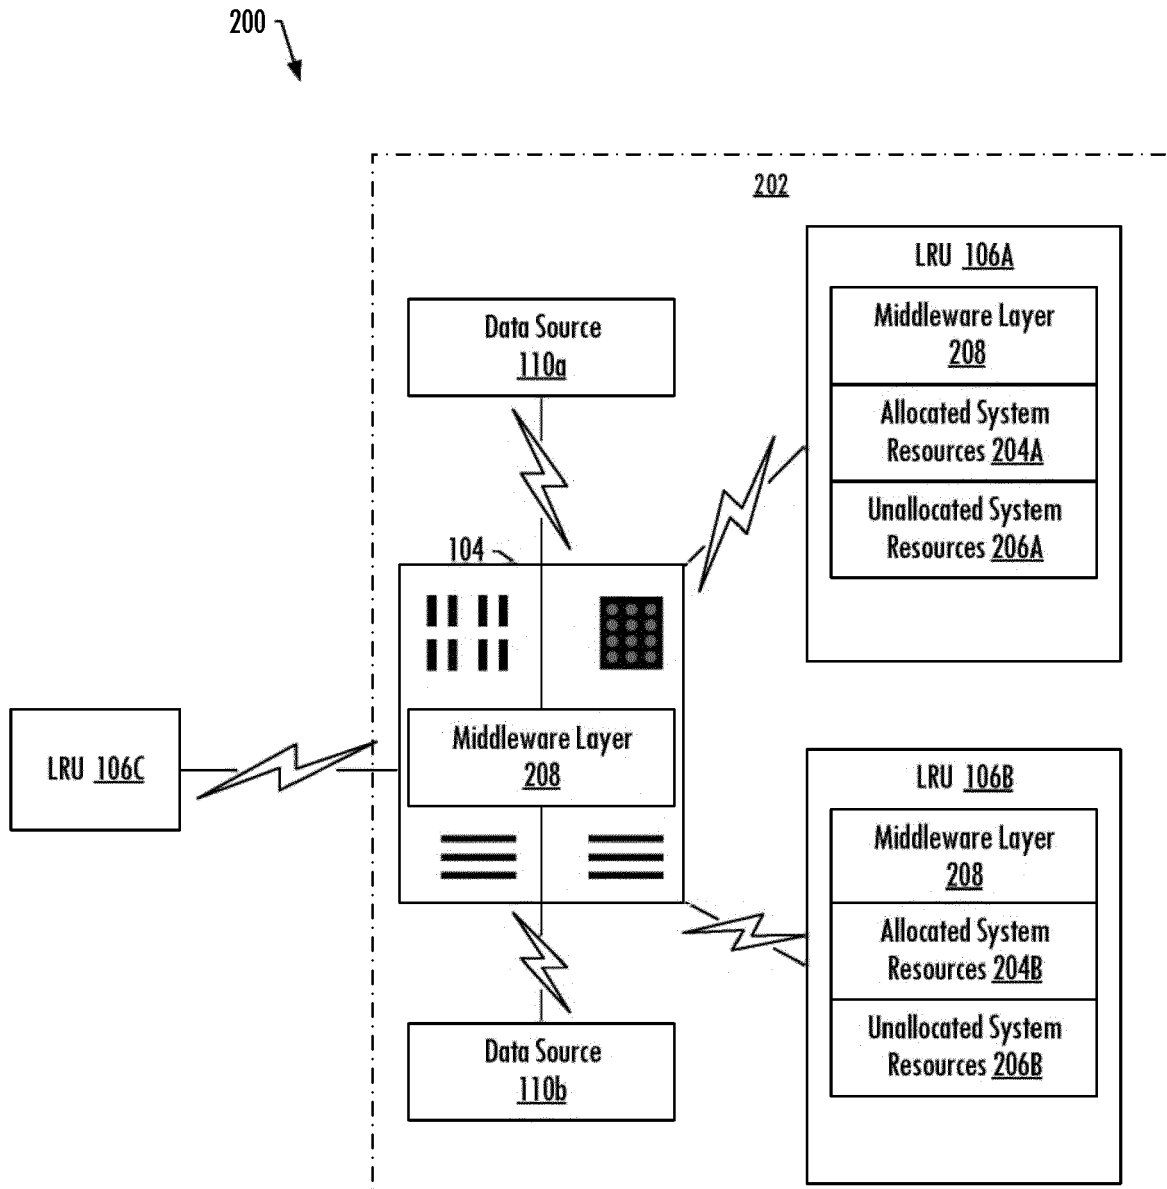 200
202
LRU 106A
Middleware Layer
208
Allocated System
Resources 204A
Unallocated System
Resources 206A
Data Source
110a
104
Middleware Layer
208
LRU 106C
LRU 106B
Middleware Layer
208
Allocated System
Resources 204B
Unallocated System
Resources 206B
Data Source
110b